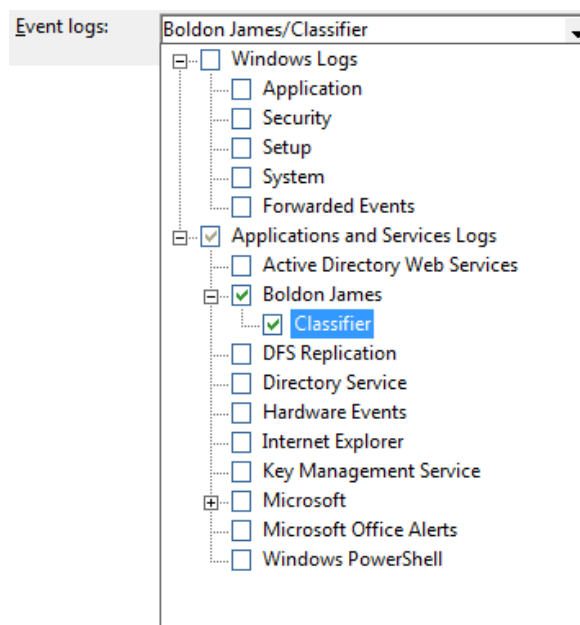 Event logs:
Boldon James/Classifier
Windows Logs
Application
Security
Setup
System
Forwarded Events
Applications and Services Logs
Active Directory Web Services
Boldon James
Classifier
DFS Replication
Directory Service
Hardware Events
Internet Explorer
Key Management Service
Microsoft
Microsoft Office Alerts
Windows PowerShell